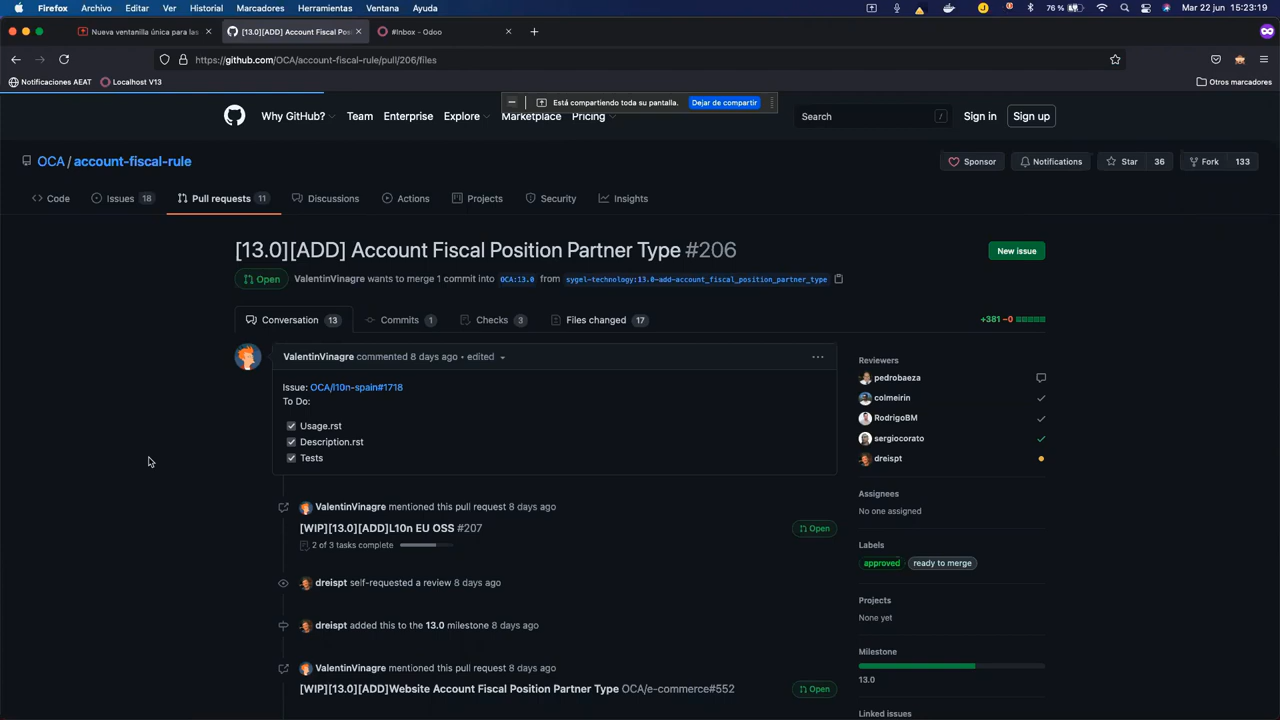 Firefox Archivo Editar Ver Historial Marcadores Herramientas Ventana Ayuda 76 % Mar 22 jun 15:23:19
Nueva ventanilla única para las
[13.0][ADD] Account Fiscal Posi
#Inbox - Odoo
https://github.com/OCA/account-fiscal-rule/pull/206/files
Notificaciones AEAT Localhost V13 Otros marcadores
Está compartiendo toda su pantalla. Dejar de compartir
Why GitHub? Team Enterprise Explore Marketplace Pricing Search / Sign in Sign up
OCA / account-fiscal-rule Sponsor Notifications Star 36 Fork 133
Code Issues 18 Pull requests 11 Discussions Actions Projects Security Insights
[13.0][ADD] Account Fiscal Position Partner Type #206 New issue
Open ValentinVinagre wants to merge 1 commit into OCA:13.0 from sygel-technology:13.0-add-account_fiscal_position_partner_type
Conversation 13 Commits 1 Checks 3 Files changed 17 +381 −0
ValentinVinagre commented 8 days ago • edited
Issue: OCA/l10n-spain#1718
To Do:
Usage.rst
Description.rst
Tests
ValentinVinagre mentioned this pull request 8 days ago
[WIP][13.0][ADD]L10n EU OSS #207 Open
2 of 3 tasks complete
dreispt self-requested a review 8 days ago
dreispt added this to the 13.0 milestone 8 days ago
ValentinVinagre mentioned this pull request 8 days ago
[WIP][13.0][ADD]Website Account Fiscal Position Partner Type OCA/e-commerce#552 Open
Reviewers
pedrobaeza
colmeirin
RodrigoBM
sergiocorato
dreispt
Assignees
No one assigned
Labels
approved ready to merge
Projects
None yet
Milestone
13.0
Linked issues